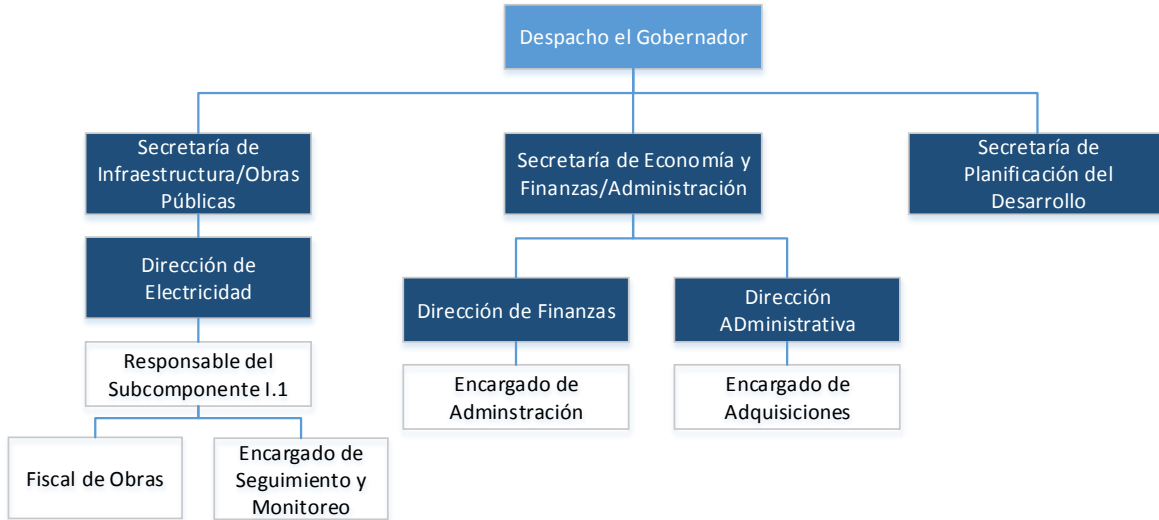 Despacho el Gobernador
Secretaría de
Infraestructura/Obras
Públicas
Secretaría de Economía y
Finanzas/Administración
Secretaría de
Planificación del
Desarrollo
Dirección de
Electricidad
Dirección de Finanzas
Dirección
ADministrativa
Responsable del
Subcomponente I.1
Encargado de
Adminstración
Encargado de
Adquisiciones
Fiscal de Obras
Encargado de
Seguimiento y
Monitoreo